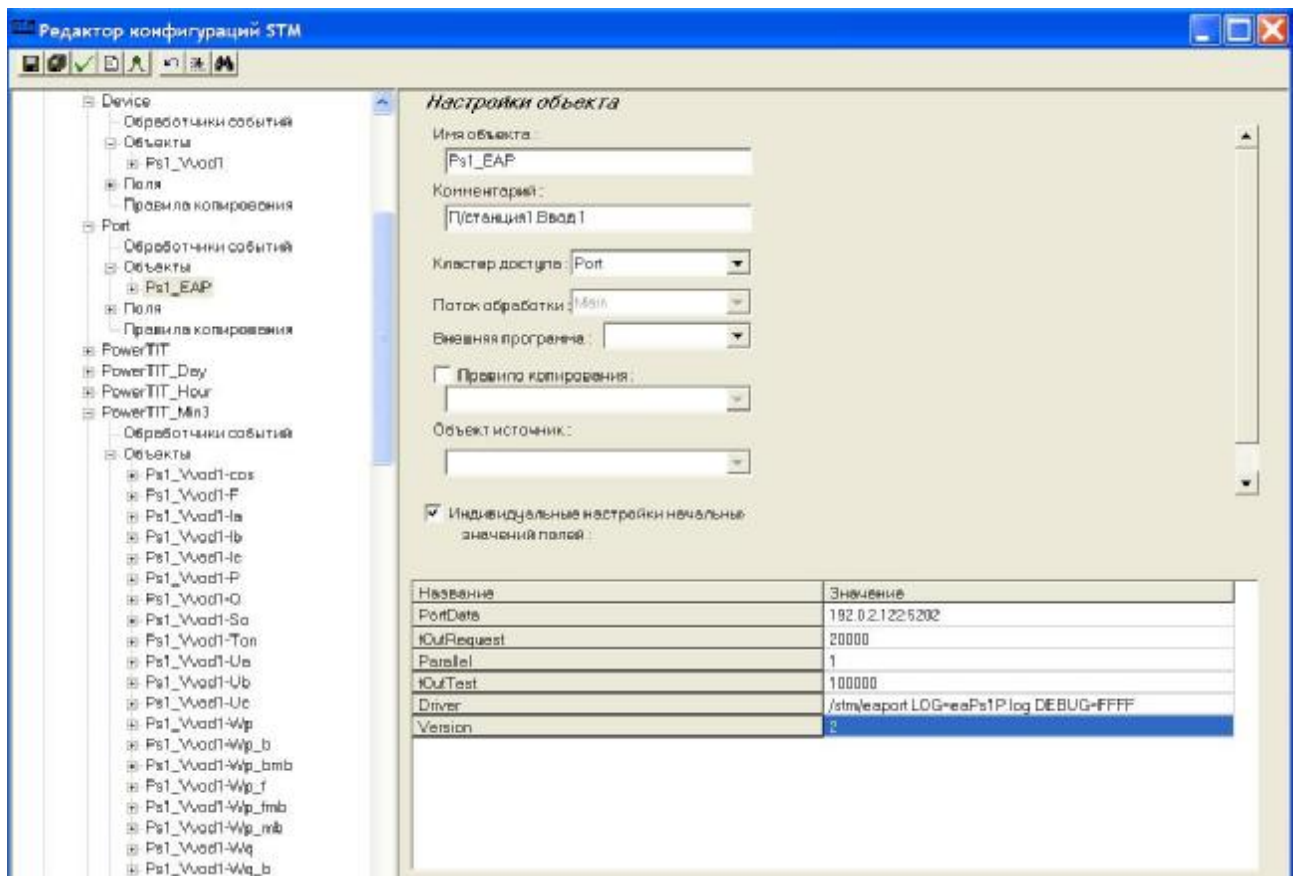 Редактор конфигураций STM
Device
Обработчики событий
Объекты
Ps1_Vvod1
Поля
Правила копирования
Port
Обработчики событий
Объекты
Ps1_EAP
Поля
Правила копирования
PowerTIT
PowerTIT_Day
PowerTIT_Hour
PowerTIT_Min3
Обработчики событий
Объекты
Ps1_Vvod1-cos
Ps1_Vvod1-F
Ps1_Vvod1-Ia
Ps1_Vvod1-Ib
Ps1_Vvod1-Ic
Ps1_Vvod1-P
Ps1_Vvod1-Q
Ps1_Vvod1-So
Ps1_Vvod1-Ton
Ps1_Vvod1-Ua
Ps1_Vvod1-Ub
Ps1_Vvod1-Uc
Ps1_Vvod1-Wp
Ps1_Vvod1-Wp_b
Ps1_Vvod1-Wp_bmb
Ps1_Vvod1-Wp_f
Ps1_Vvod1-Wp_fmb
Ps1_Vvod1-Wp_mb
Ps1_Vvod1-Wq
Ps1_Vvod1-Wq_b
Настройки объекта
Имя объекта :
Ps1_EAP
Комментарий :
П/станция1.Ввод1
Кластер доступа : Port
Поток обработки : Main
Внешняя программа :
Правило копирования :
Объект источник :
Индивидуальные настройки начальных
значений полей :
Название Значение
PortData 192.0.2.122:5202
tOutRequest 20000
Parallel 1
tOutTest 100000
Driver /stm/eaport LOG=eaPs1P.log DEBUG=FFFF
Version 2